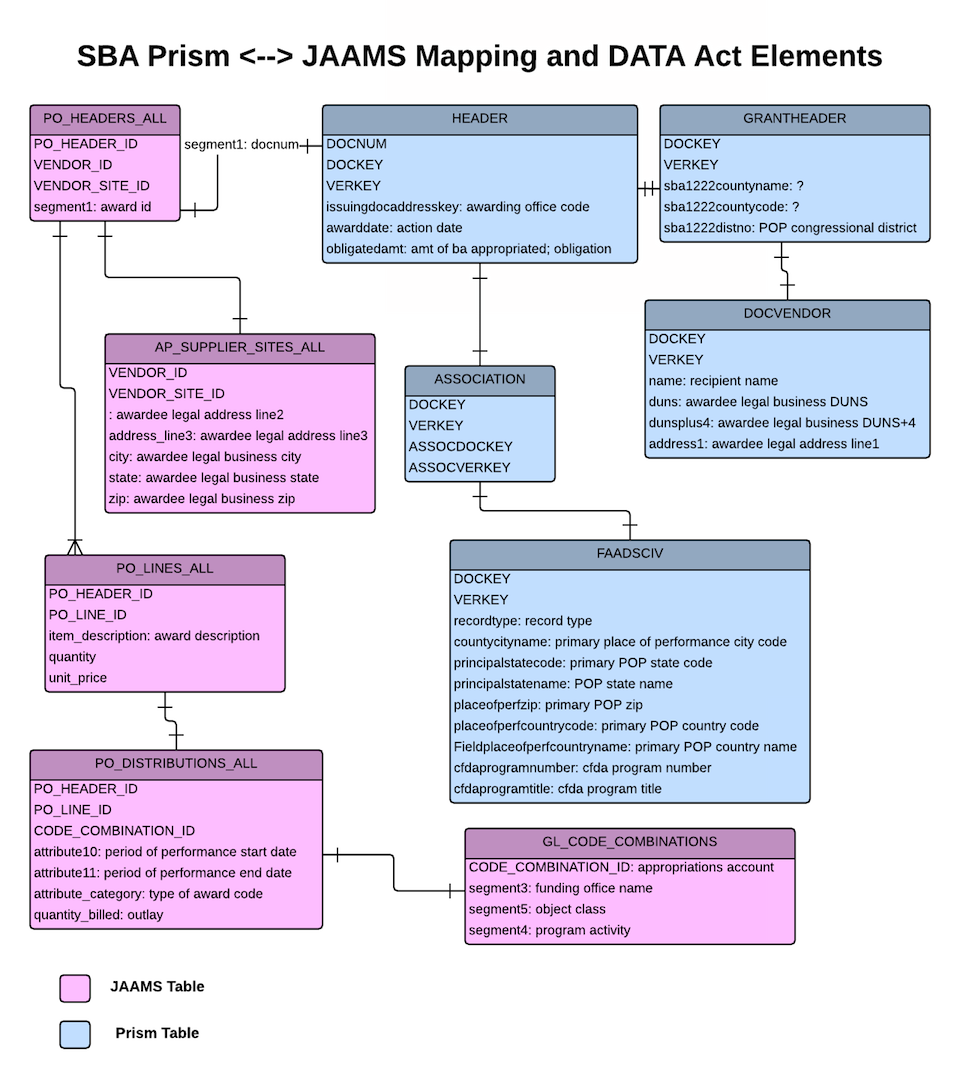 SBA Prism <--> JAAMS Mapping and DATA Act Elements
PO_HEADERS_ALL
PO_HEADER_ID
VENDOR_ID
VENDOR_SITE_ID
segment1: award id
segment1: docnum
HEADER
DOCNUM
DOCKEY
VERKEY
issuingdocaddresskey: awarding office code
awarddate: action date
obligatedamt: amt of ba appropriated; obligation
GRANTHEADER
DOCKEY
VERKEY
sba1222countyname: ?
sba1222countycode: ?
sba1222distno: POP congressional district
DOCVENDOR
DOCKEY
VERKEY
name: recipient name
duns: awardee legal business DUNS
dunsplus4: awardee legal business DUNS+4
address1: awardee legal address line1
AP_SUPPLIER_SITES_ALL
VENDOR_ID
VENDOR_SITE_ID
: awardee legal address line2
address_line3: awardee legal address line3
city: awardee legal business city
state: awardee legal business state
zip: awardee legal business zip
ASSOCIATION
DOCKEY
VERKEY
ASSOCDOCKEY
ASSOCVERKEY
PO_LINES_ALL
PO_HEADER_ID
PO_LINE_ID
item_description: award description
quantity
unit_price
FAADSCIV
DOCKEY
VERKEY
recordtype: record type
countycityname: primary place of performance city code
principalstatecode: primary POP state code
principalstatename: POP state name
placeofperfzip: primary POP zip
placeofperfcountrycode: primary POP country code
Fieldplaceofperfcountryname: primary POP country name
cfdaprogramnumber: cfda program number
cfdaprogramtitle: cfda program title
PO_DISTRIBUTIONS_ALL
PO_HEADER_ID
PO_LINE_ID
CODE_COMBINATION_ID
attribute10: period of performance start date
attribute11: period of performance end date
attribute_category: type of award code
quantity_billed: outlay
GL_CODE_COMBINATIONS
CODE_COMBINATION_ID: appropriations account
segment3: funding office name
segment5: object class
segment4: program activity
JAAMS Table
Prism Table